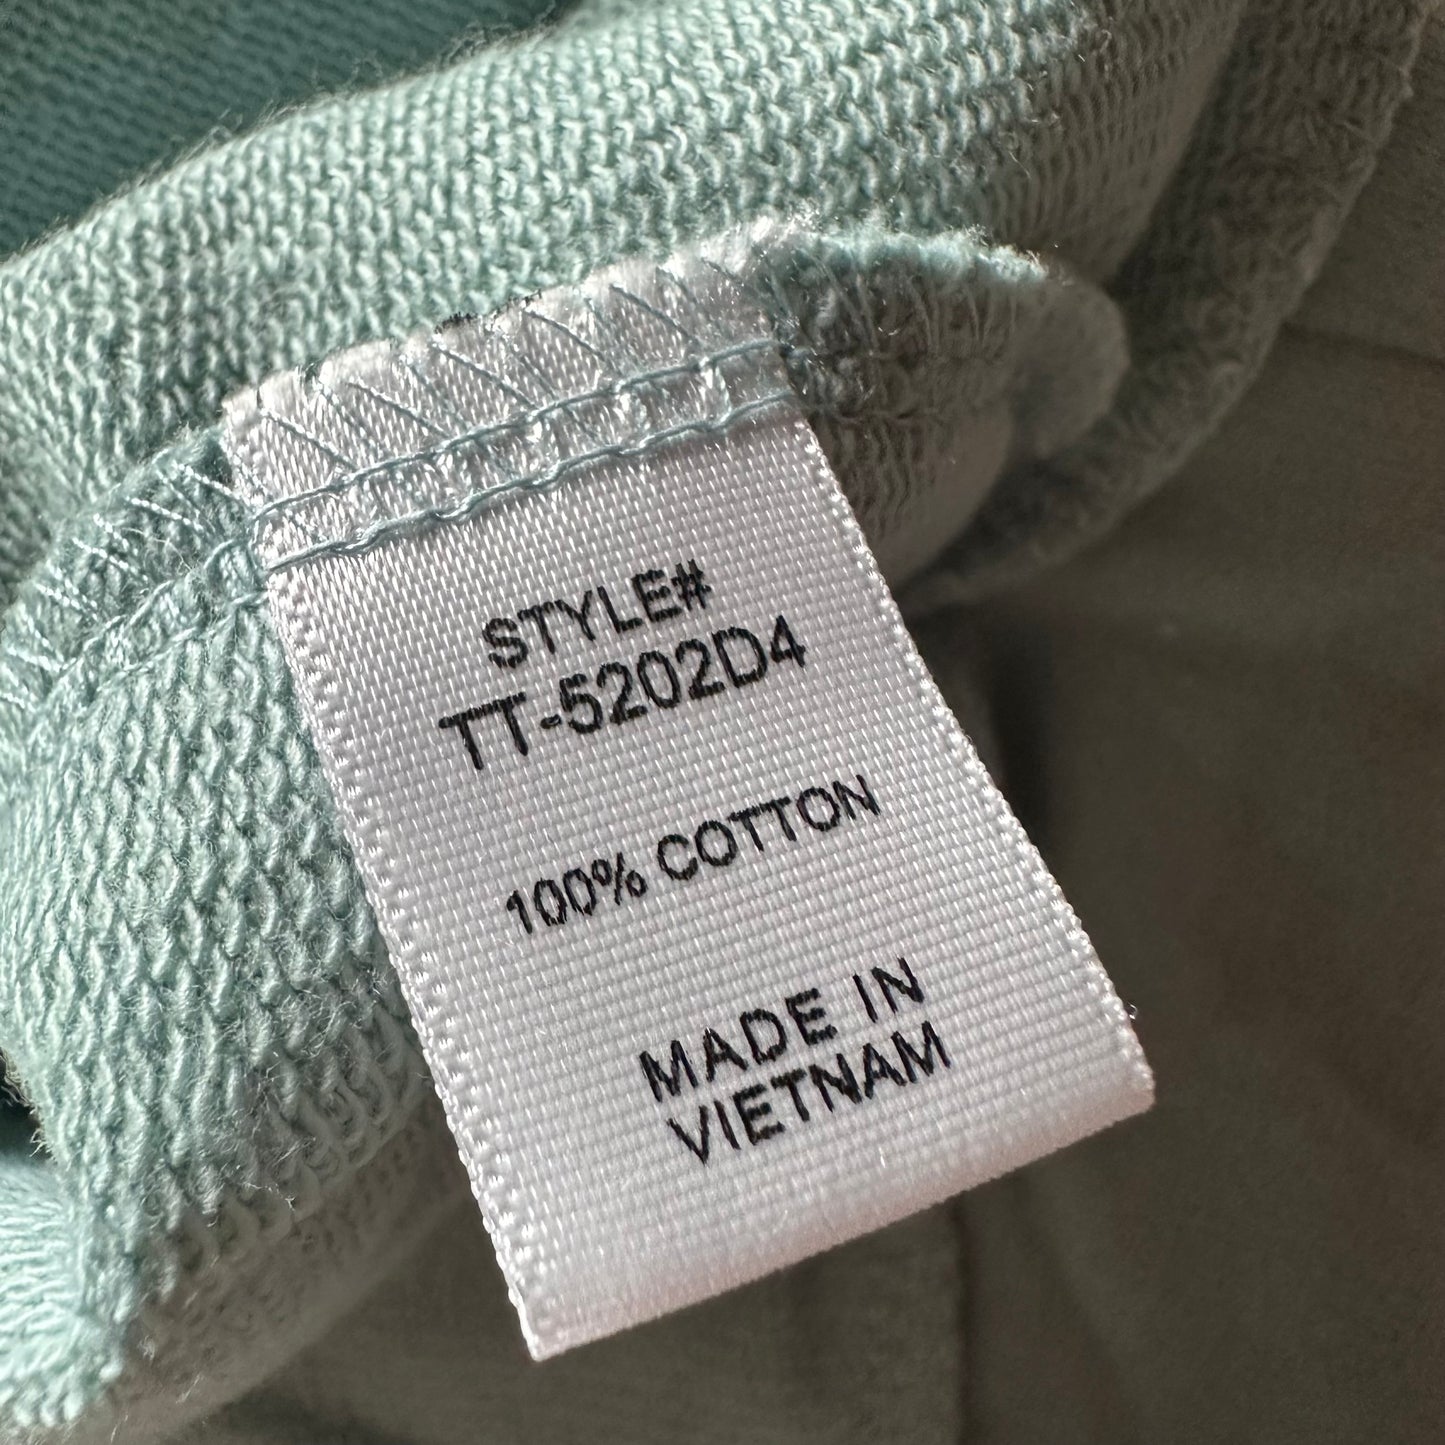 STYLE#
TT-5202D4
100% COTTON
MADE IN
VIETNAM